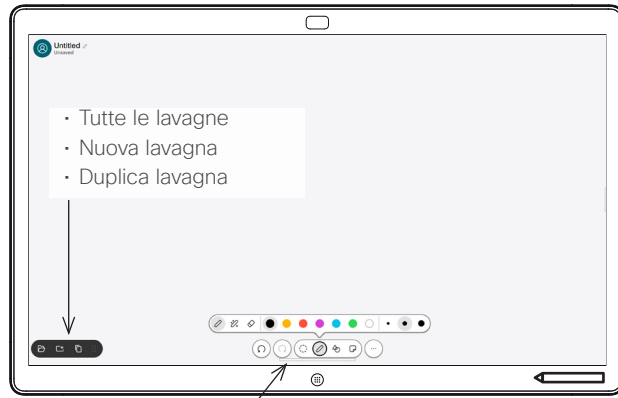 Untitled
Unsaved
• Tutte le lavagne
• Nuova lavagna
• Duplica lavagna